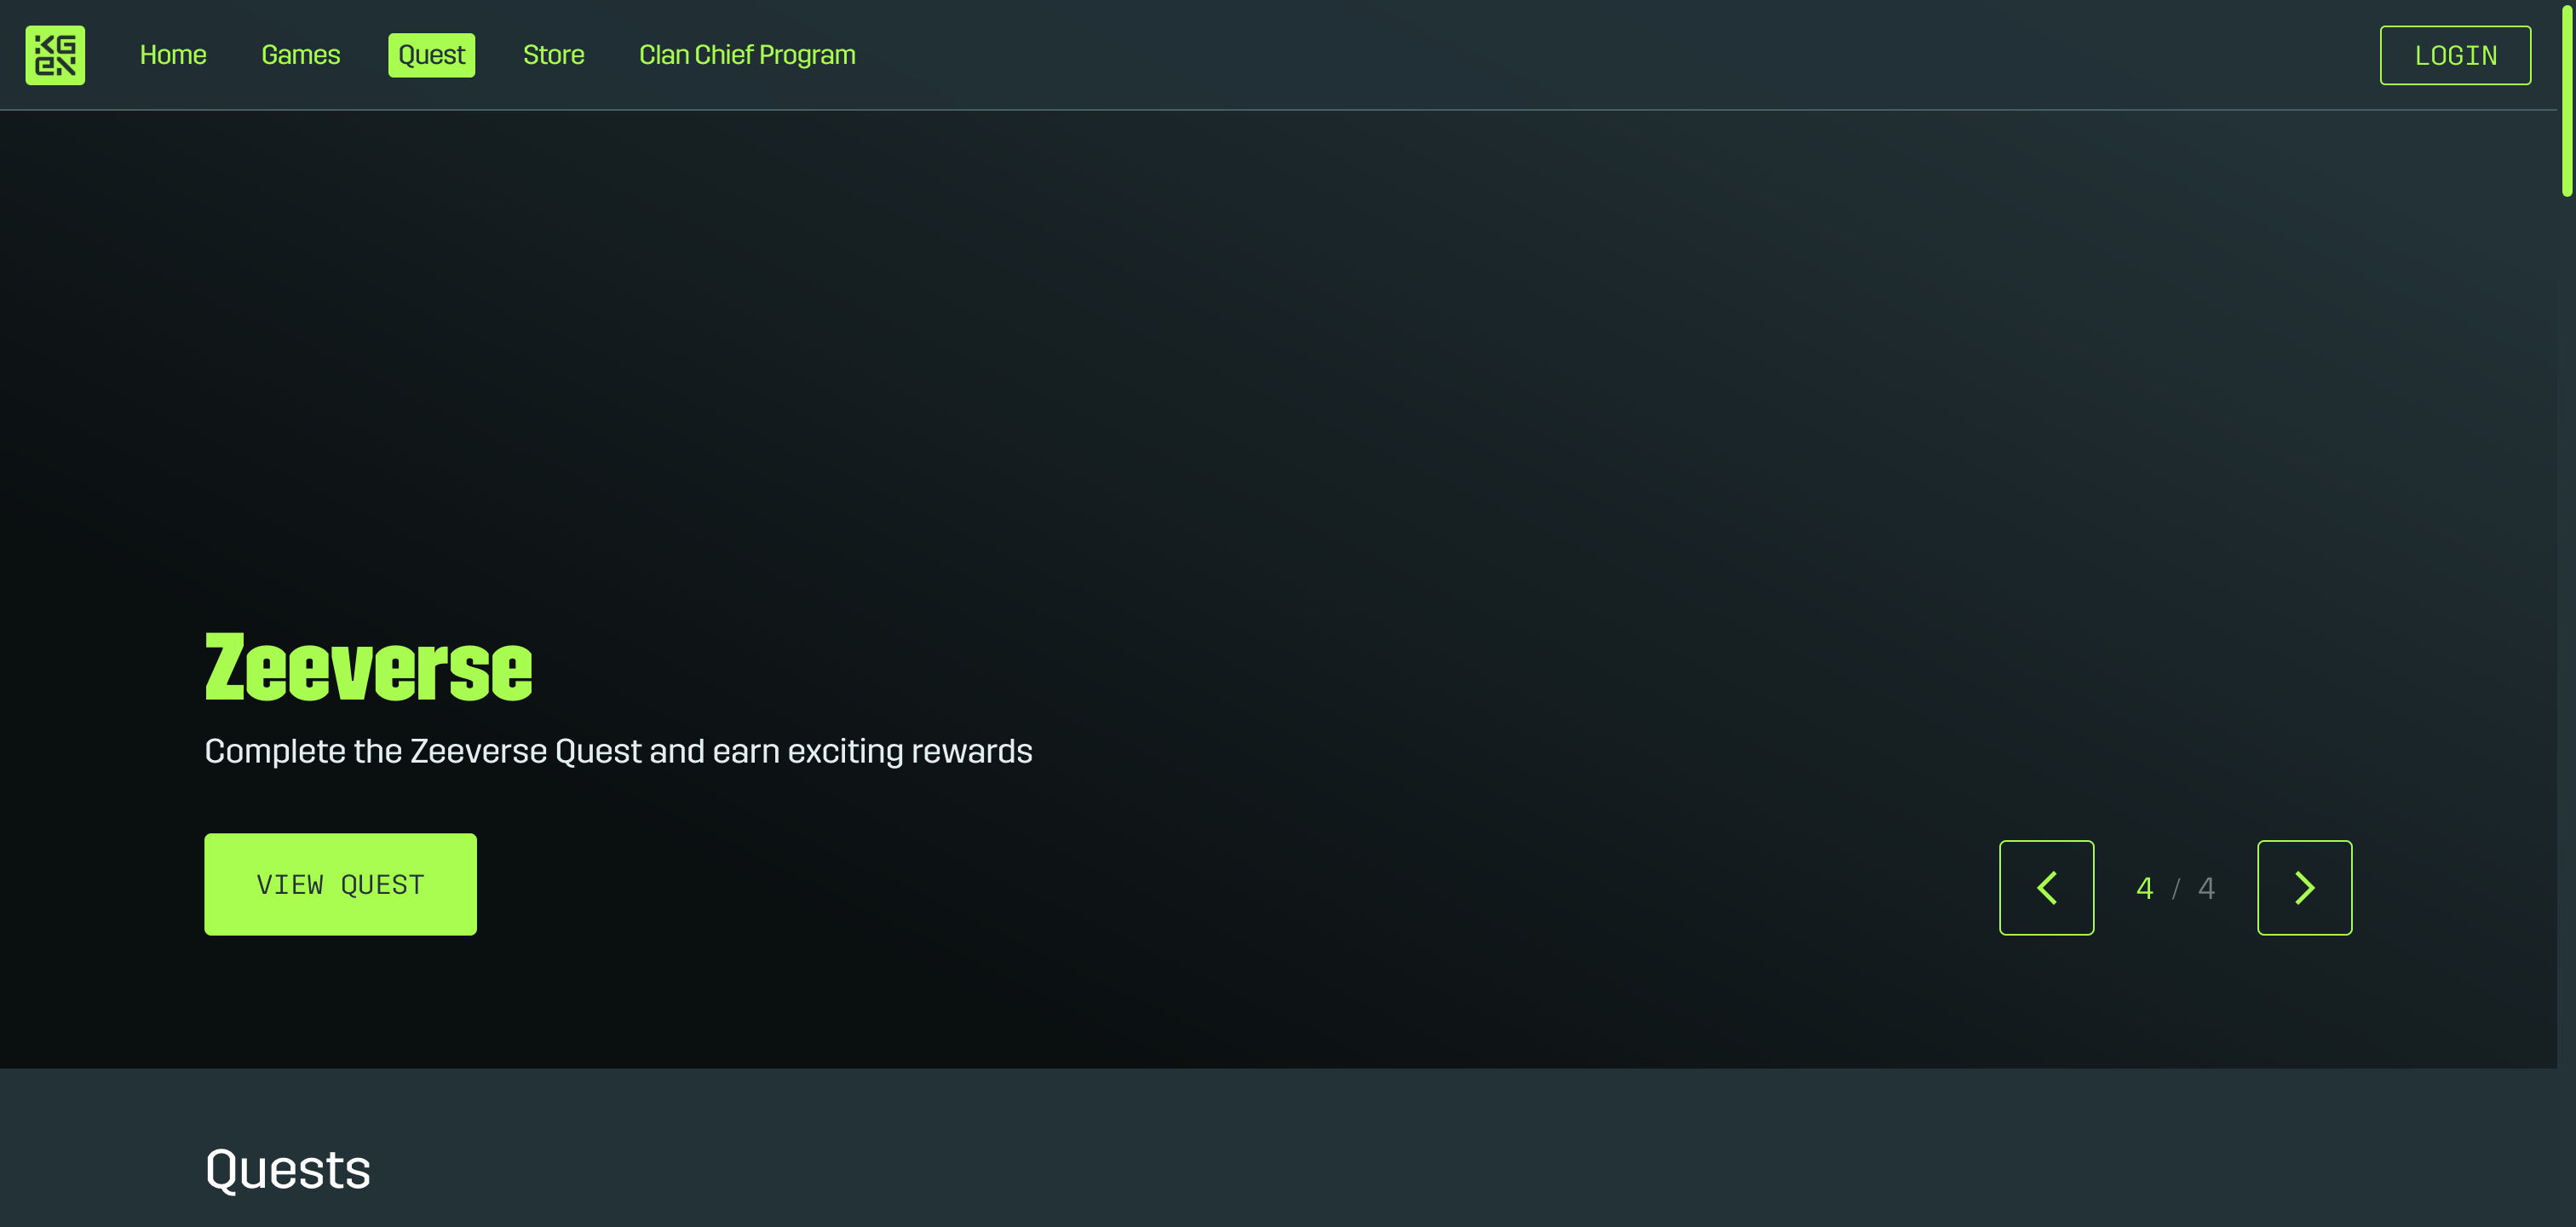 KG
EN
Home Games Quest Store Clan Chief Program LOGIN
Zeeverse
Complete the Zeeverse Quest and earn exciting rewards
VIEW QUEST
4 / 4
Quests